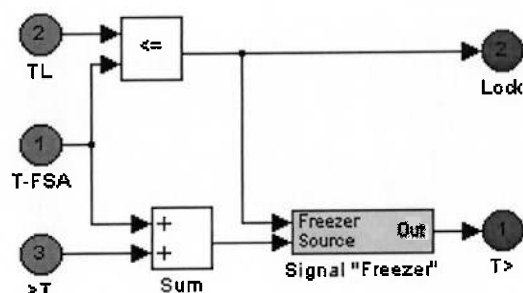 2
TL
<=
2
Lock
1
T-FSA
3
>T
+
+
Sum
Freezer
Source
Out
Signal "Freezer"
1
T>